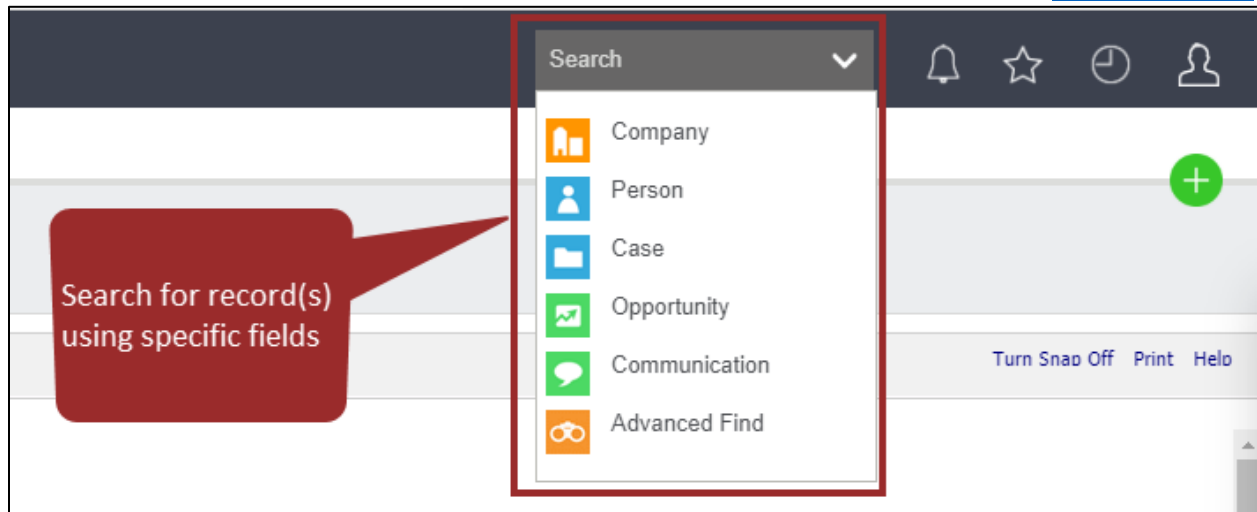 Search
Company
Person
Case
Opportunity
Communication
Advanced Find
Search for record(s)
using specific fields
Turn Snap Off Print Help